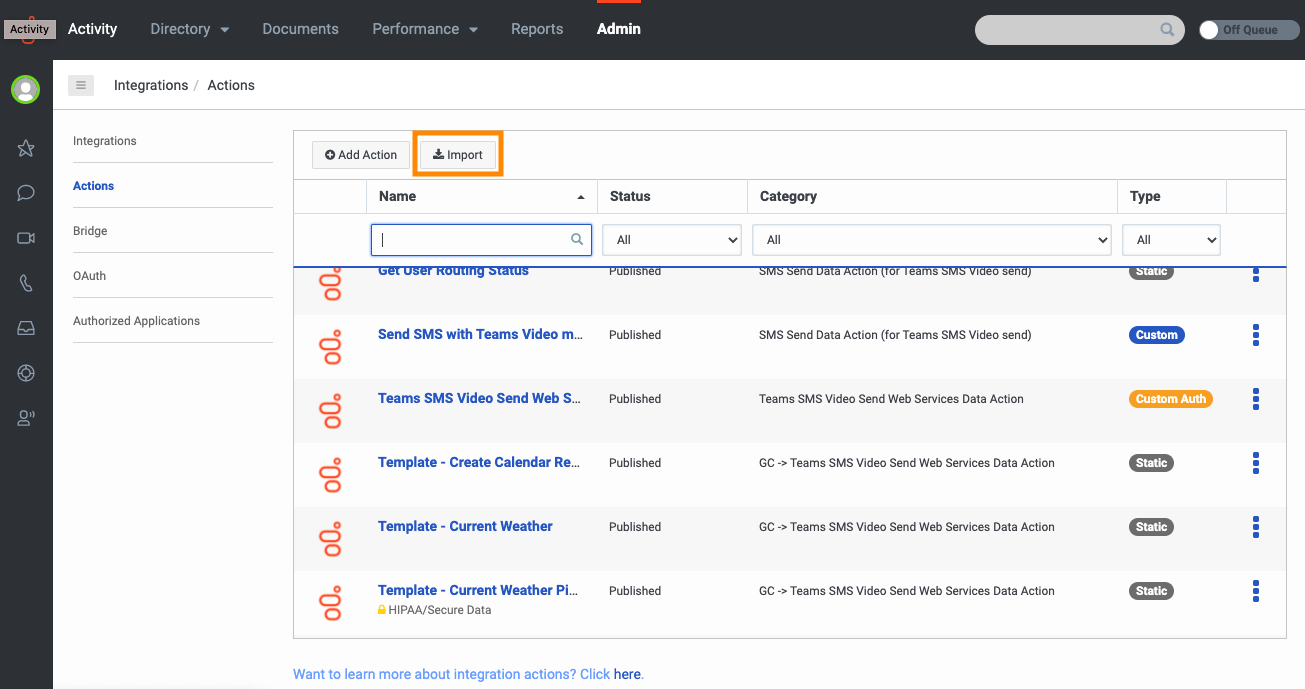 Activity
Activity Directory Documents Performance Reports Admin
Off Queue
Integrations / Actions
Integrations
Actions
Bridge
OAuth
Authorized Applications
Add Action Import
Name Status Category Type
All All All
Get User Routing Status Published SMS Send Data Action (for Teams SMS Video send) Static
Send SMS with Teams Video m... Published SMS Send Data Action (for Teams SMS Video send) Custom
Teams SMS Video Send Web S... Published Teams SMS Video Send Web Services Data Action Custom Auth
Template - Create Calendar Re... Published GC -> Teams SMS Video Send Web Services Data Action Static
Template - Current Weather Published GC -> Teams SMS Video Send Web Services Data Action Static
Template - Current Weather Pi... Published GC -> Teams SMS Video Send Web Services Data Action Static
HIPAA/Secure Data
Want to learn more about integration actions? Click here.